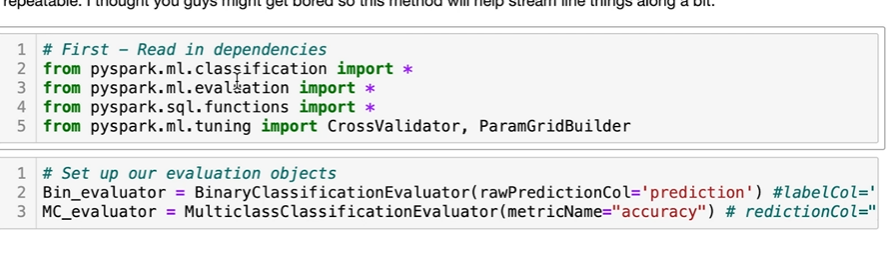 repeatable. I thought you guys might get bored so this method will help stream line things along a bit.
1 # First – Read in dependencies
2 from pyspark.ml.classification import *
3 from pyspark.ml.evaluation import *
4 from pyspark.sql.functions import *
5 from pyspark.ml.tuning import CrossValidator, ParamGridBuilder
1 # Set up our evaluation objects
2 Bin_evaluator = BinaryClassificationEvaluator(rawPredictionCol='prediction') #labelCol='
3 MC_evaluator = MulticlassClassificationEvaluator(metricName="accuracy") # redictionCol="